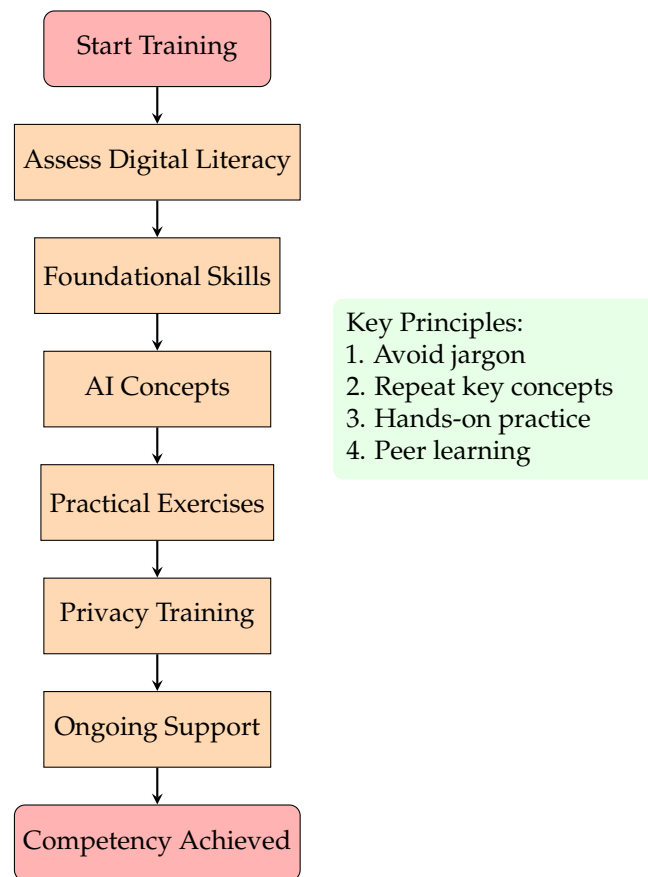 Start Training
Assess Digital Literacy
Foundational Skills
AI Concepts
Practical Exercises
Privacy Training
Ongoing Support
Competency Achieved
Key Principles:
1. Avoid jargon
2. Repeat key concepts
3. Hands-on practice
4. Peer learning